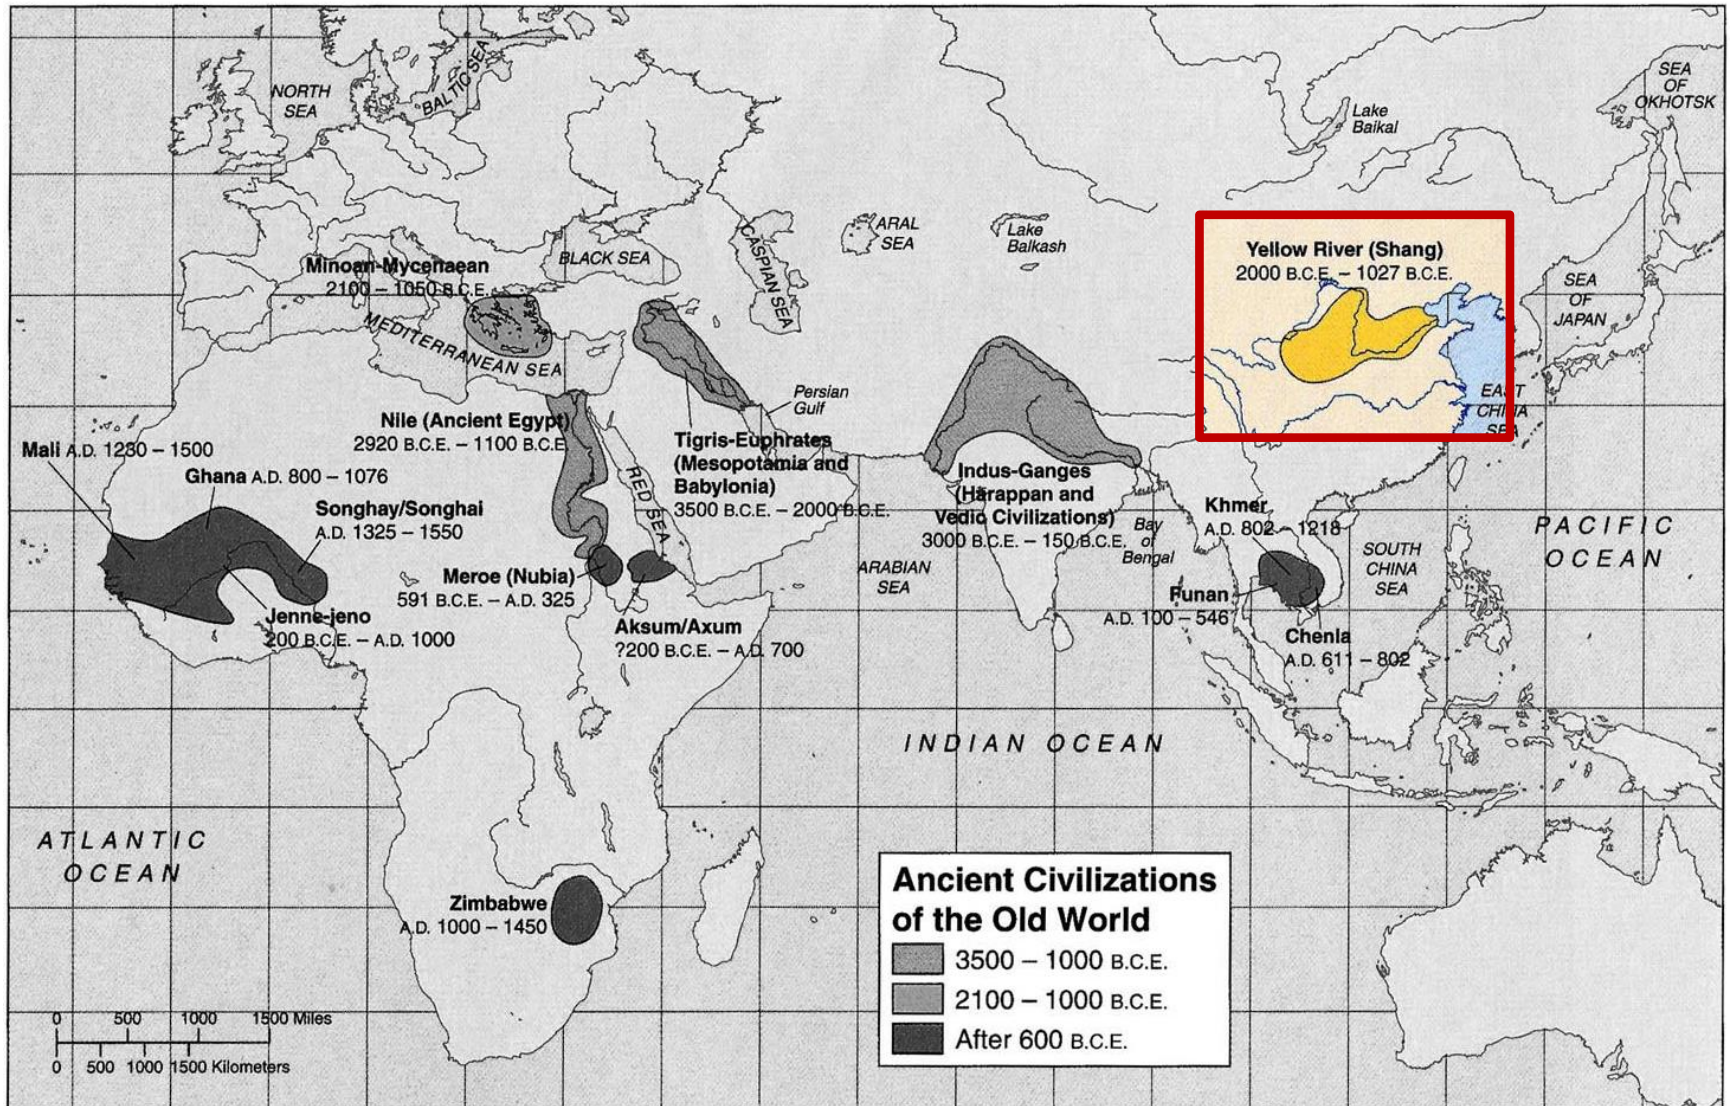 NORTH
SEA
BALTIC SEA
SEA
OF
OKHOTSK
Lake
Baikal
ARAL
SEA
Lake
Balkash
CASPIAN SEA
BLACK SEA
Yellow River (Shang)
2000 B.C.E. – 1027 B.C.E.
SEA
OF
JAPAN
Minoan-Mycenaean
2100 – 1050 B.C.E.
MEDITERRANEAN SEA
Persian
Gulf
EAST
CHINA
SEA
Nile (Ancient Egypt)
2920 B.C.E. – 1100 B.C.E.
Tigris-Euphrates
(Mesopotamia and
Babylonia)
3500 B.C.E. – 2000 B.C.E.
Mali A.D. 1230 – 1500
Ghana A.D. 800 – 1076
Songhay/Songhai
A.D. 1325 – 1550
RED SEA
Indus-Ganges
(Harappan and
Vedic Civilizations)
3000 B.C.E. – 150 B.C.E.
Bay
of
Bengal
Khmer
A.D. 802 – 1218
PACIFIC
OCEAN
SOUTH
CHINA
SEA
ARABIAN
SEA
Meroe (Nubia)
591 B.C.E. – A.D. 325
Funan
A.D. 100 – 546
Jenne-jeno
200 B.C.E. – A.D. 1000
Aksum/Axum
?200 B.C.E. – A.D. 700
Chenla
A.D. 611 – 802
INDIAN OCEAN
ATLANTIC
OCEAN
Zimbabwe
A.D. 1000 – 1450
Ancient Civilizations
of the Old World
3500 – 1000 B.C.E.
2100 – 1000 B.C.E.
After 600 B.C.E.
0 500 1000 1500 Miles
0 500 1000 1500 Kilometers